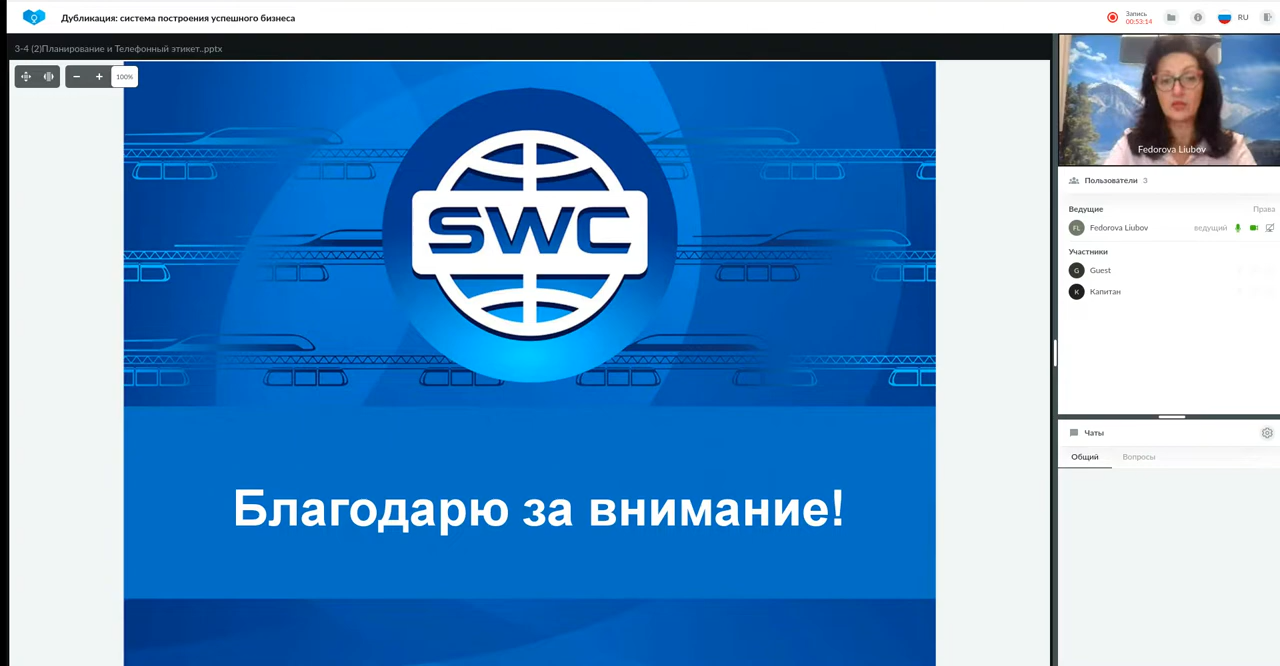 Дубликация: система построения успешного бизнеса
Запись
00:53:14
RU
3-4 (2)Планирование и Телефонный этикет..pptx
100%
SWC
Благодарю за внимание!
Fedorova Liubov
Пользователи 3
Ведущие Права
FL Fedorova Liubov ведущий
Участники
G Guest
K Капитан
Чаты
Общий Вопросы